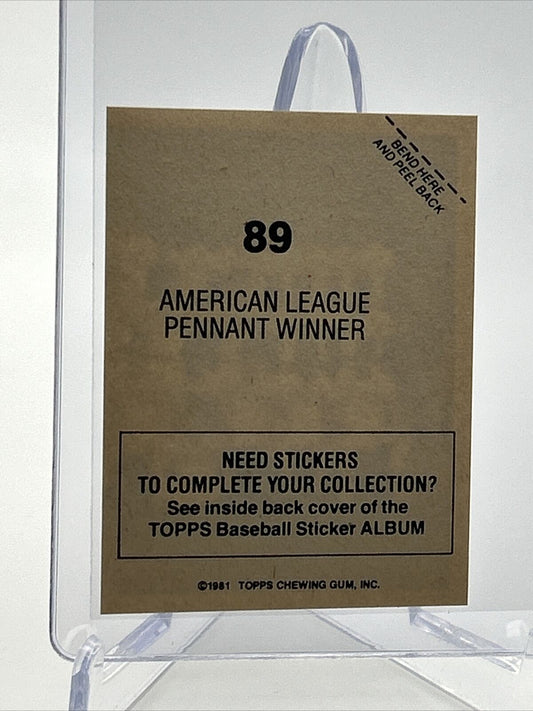 BEND HERE
AND PEEL BACK
89
AMERICAN LEAGUE
PENNANT WINNER
NEED STICKERS
TO COMPLETE YOUR COLLECTION?
See inside back cover of the
TOPPS Baseball Sticker ALBUM
©1981 TOPPS CHEWING GUM, INC.